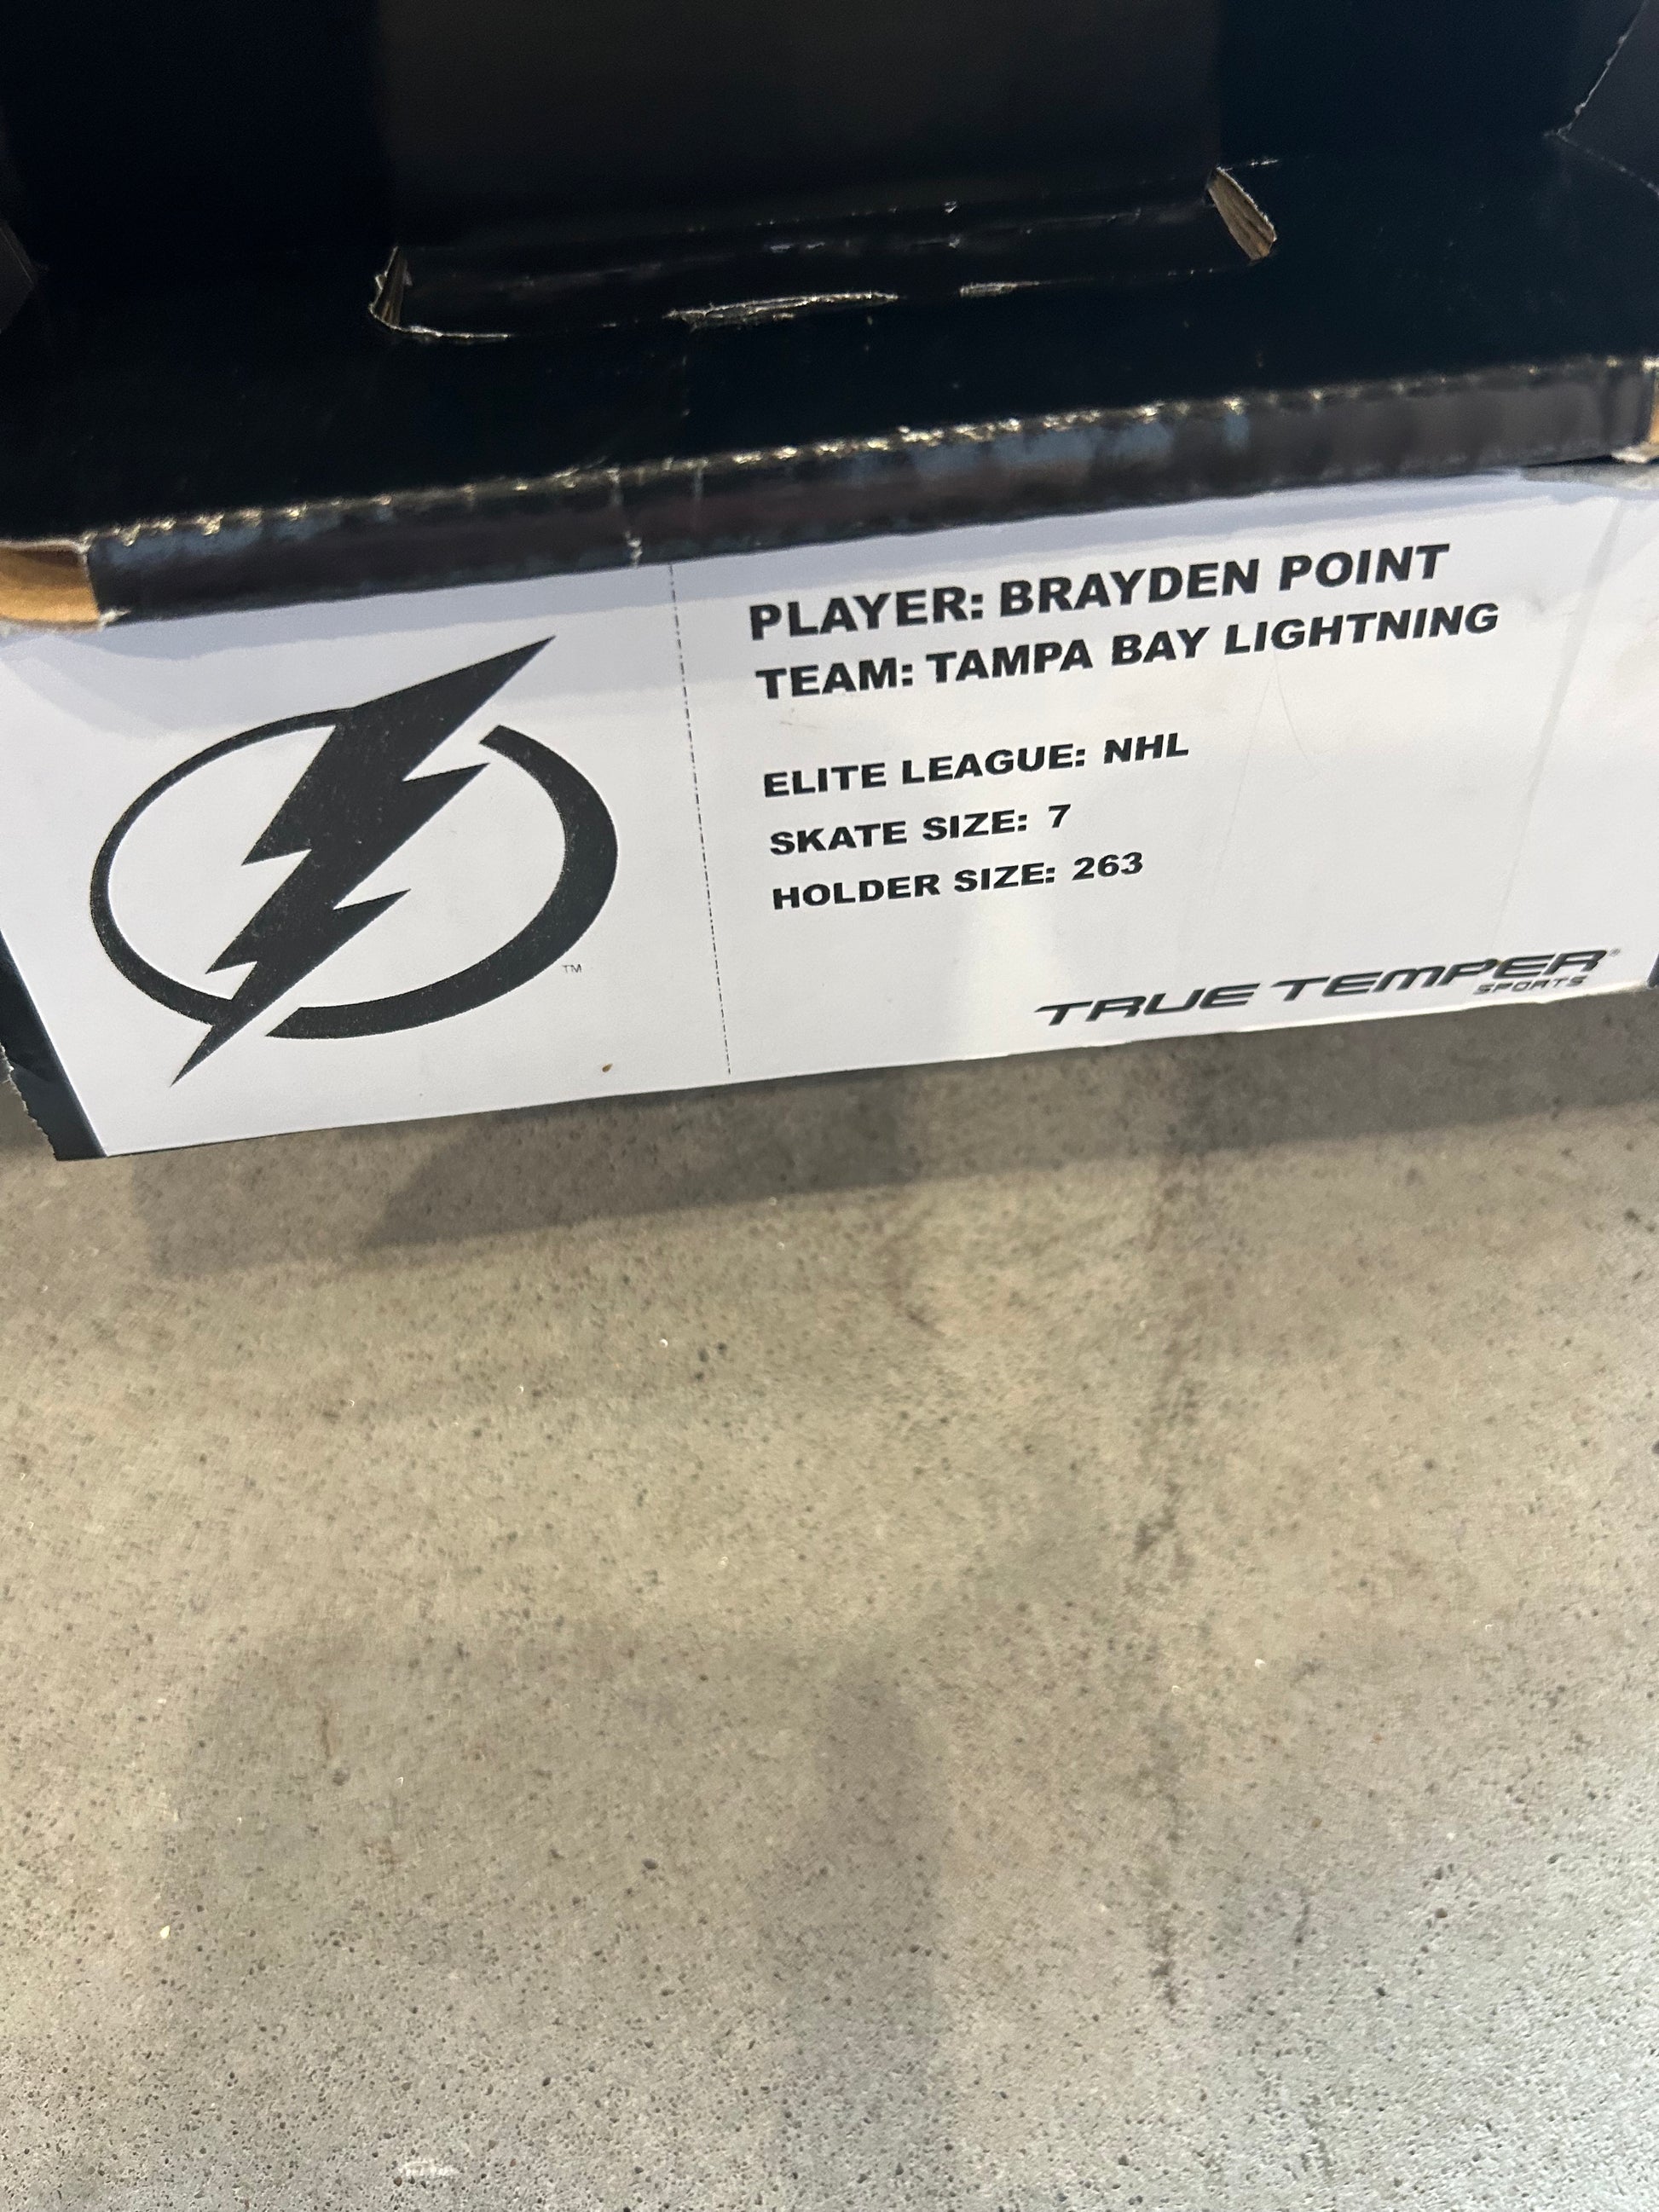 PLAYER: BRAYDEN POINT
TEAM: TAMPA BAY LIGHTNING
ELITE LEAGUE: NHL
SKATE SIZE: 7
HOLDER SIZE: 263
TM
TRUE TEMPER®
SPORTS